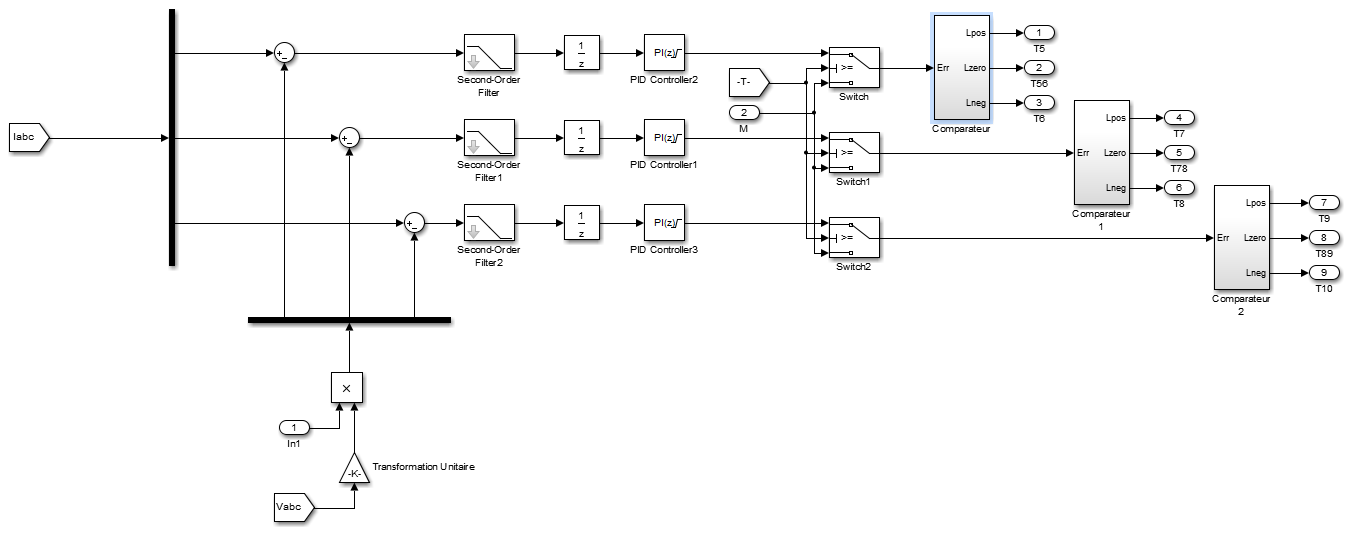 Iabc
+
−
Second-Order
Filter
1
z
PI(z)
PID Controller2
-T-
2
M
>=
Switch
Err
Lpos
Lzero
Lneg
Comparateur
1
T5
2
T56
3
T6
+
−
Second-Order
Filter1
1
z
PI(z)
PID Controller1
>=
Switch1
Err
Lpos
Lzero
Lneg
Comparateur
1
4
T7
5
T78
6
T8
+
−
Second-Order
Filter2
1
z
PI(z)
PID Controller3
>=
Switch2
Err
Lpos
Lzero
Lneg
Comparateur
2
7
T9
8
T89
9
T10
×
1
In1
-K-
Transformation Unitaire
Vabc